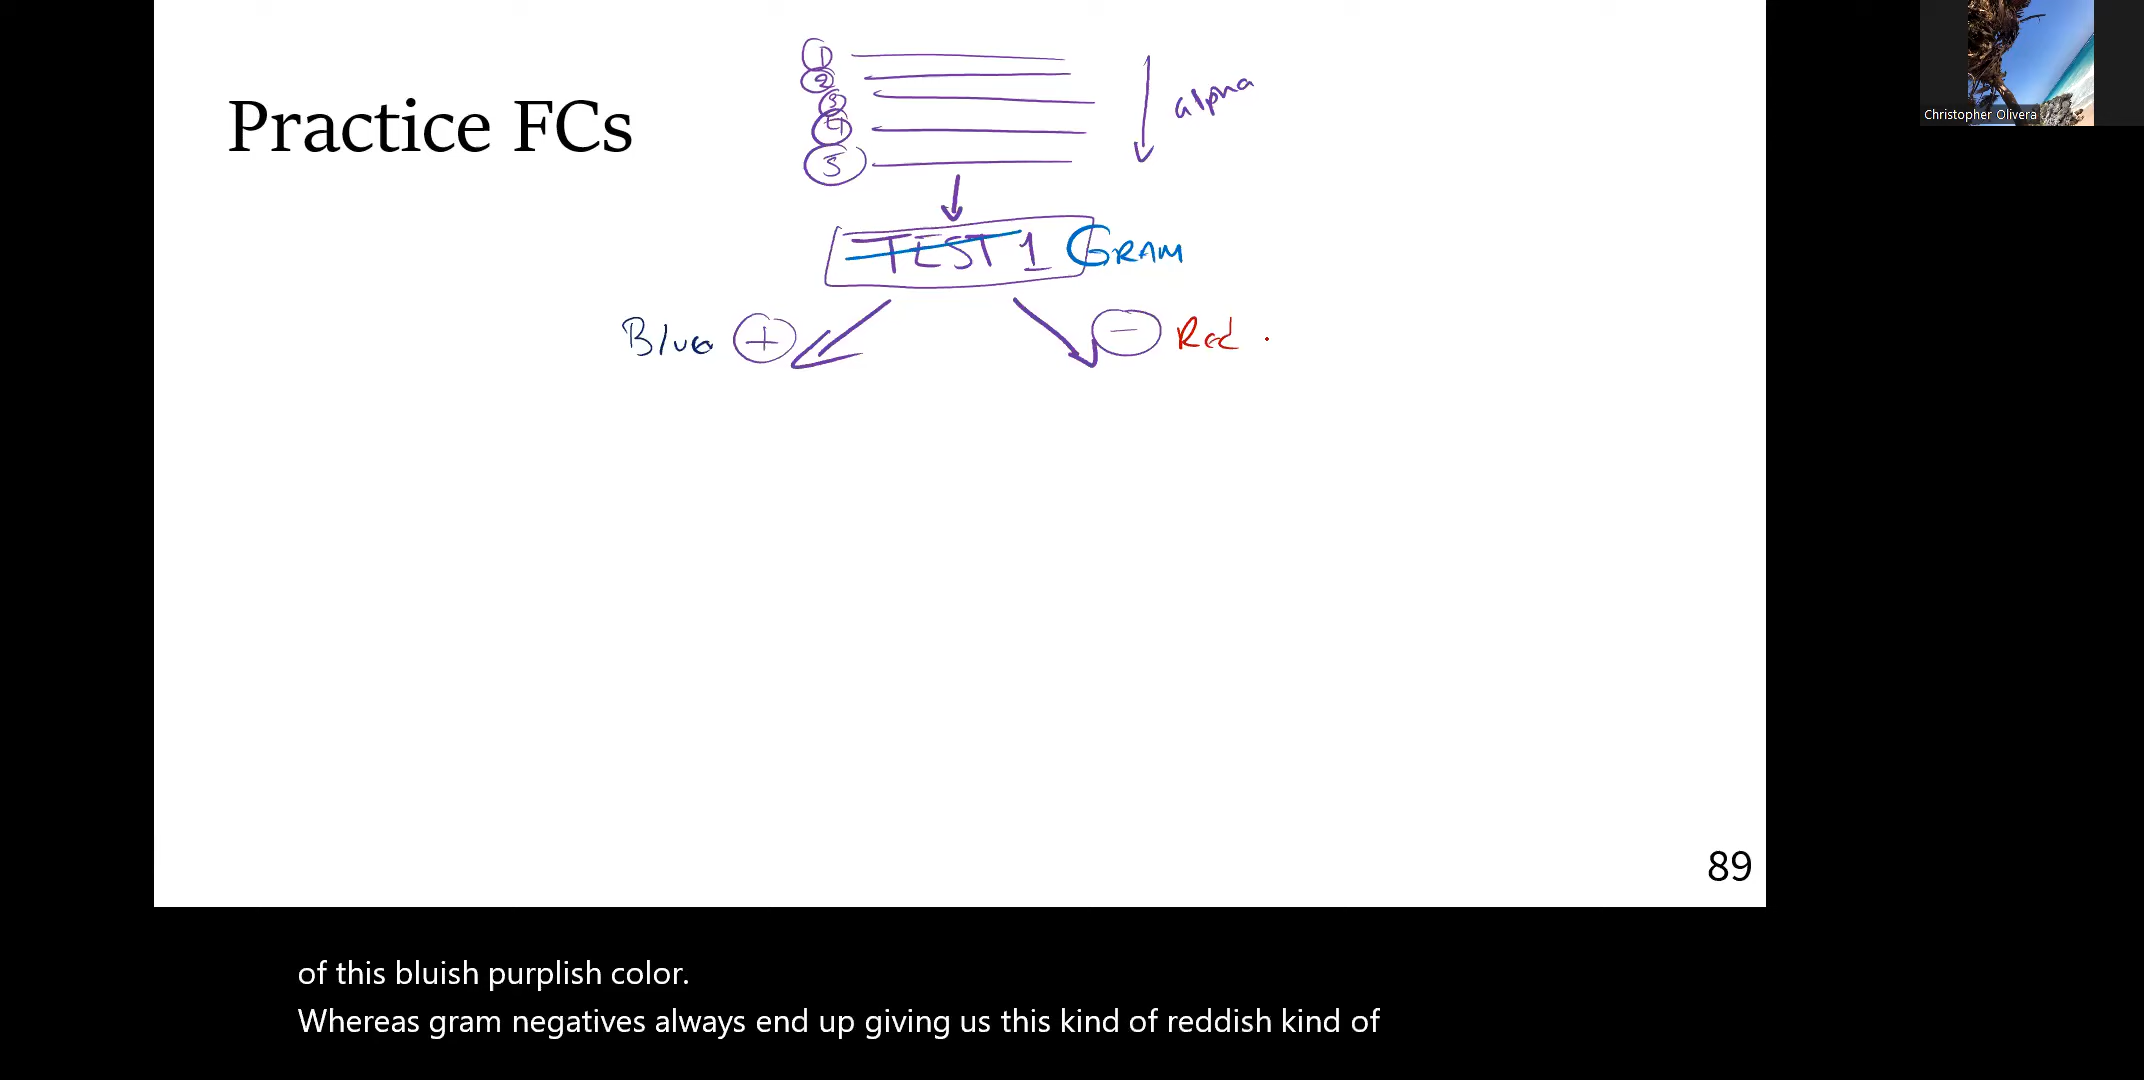 Practice FCs
1
2
3
4
5
alpha
TEST 1 GRAM
Blue + - Red
89
Christopher Olivera
of this bluish purplish color.
Whereas gram negatives always end up giving us this kind of reddish kind of